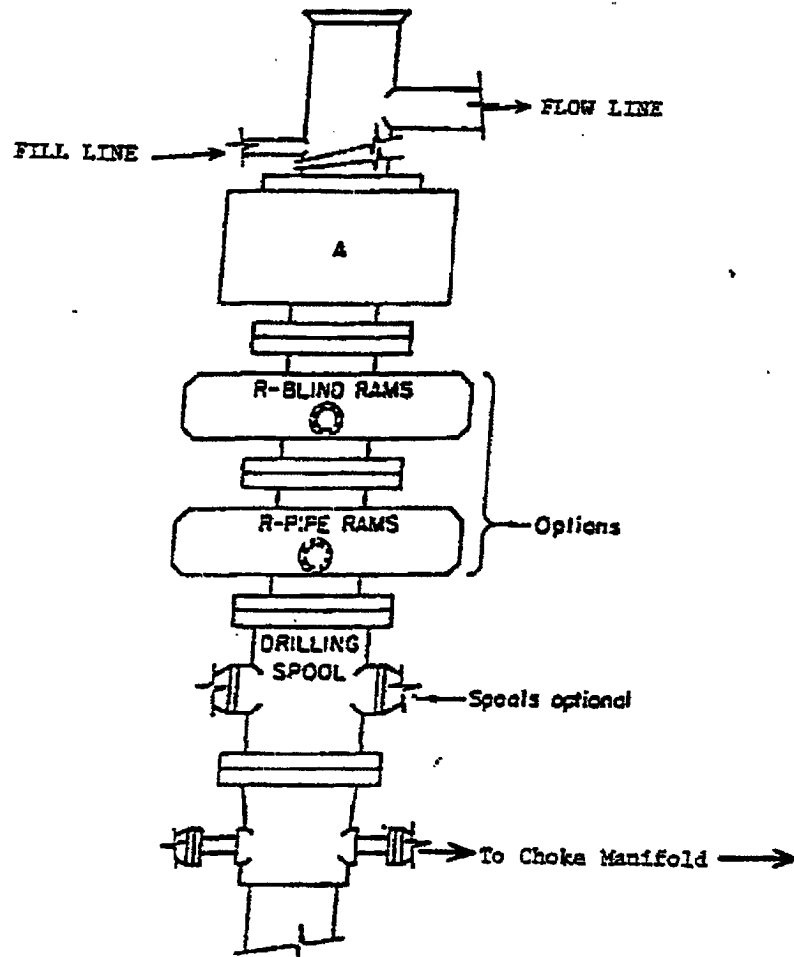 FLOW LINE
FILL LINE
A
R-BLIND RAMS
R-PIPE RAMS
Options
DRILLING
SPOOL
Spools optional
To Choke Manifold